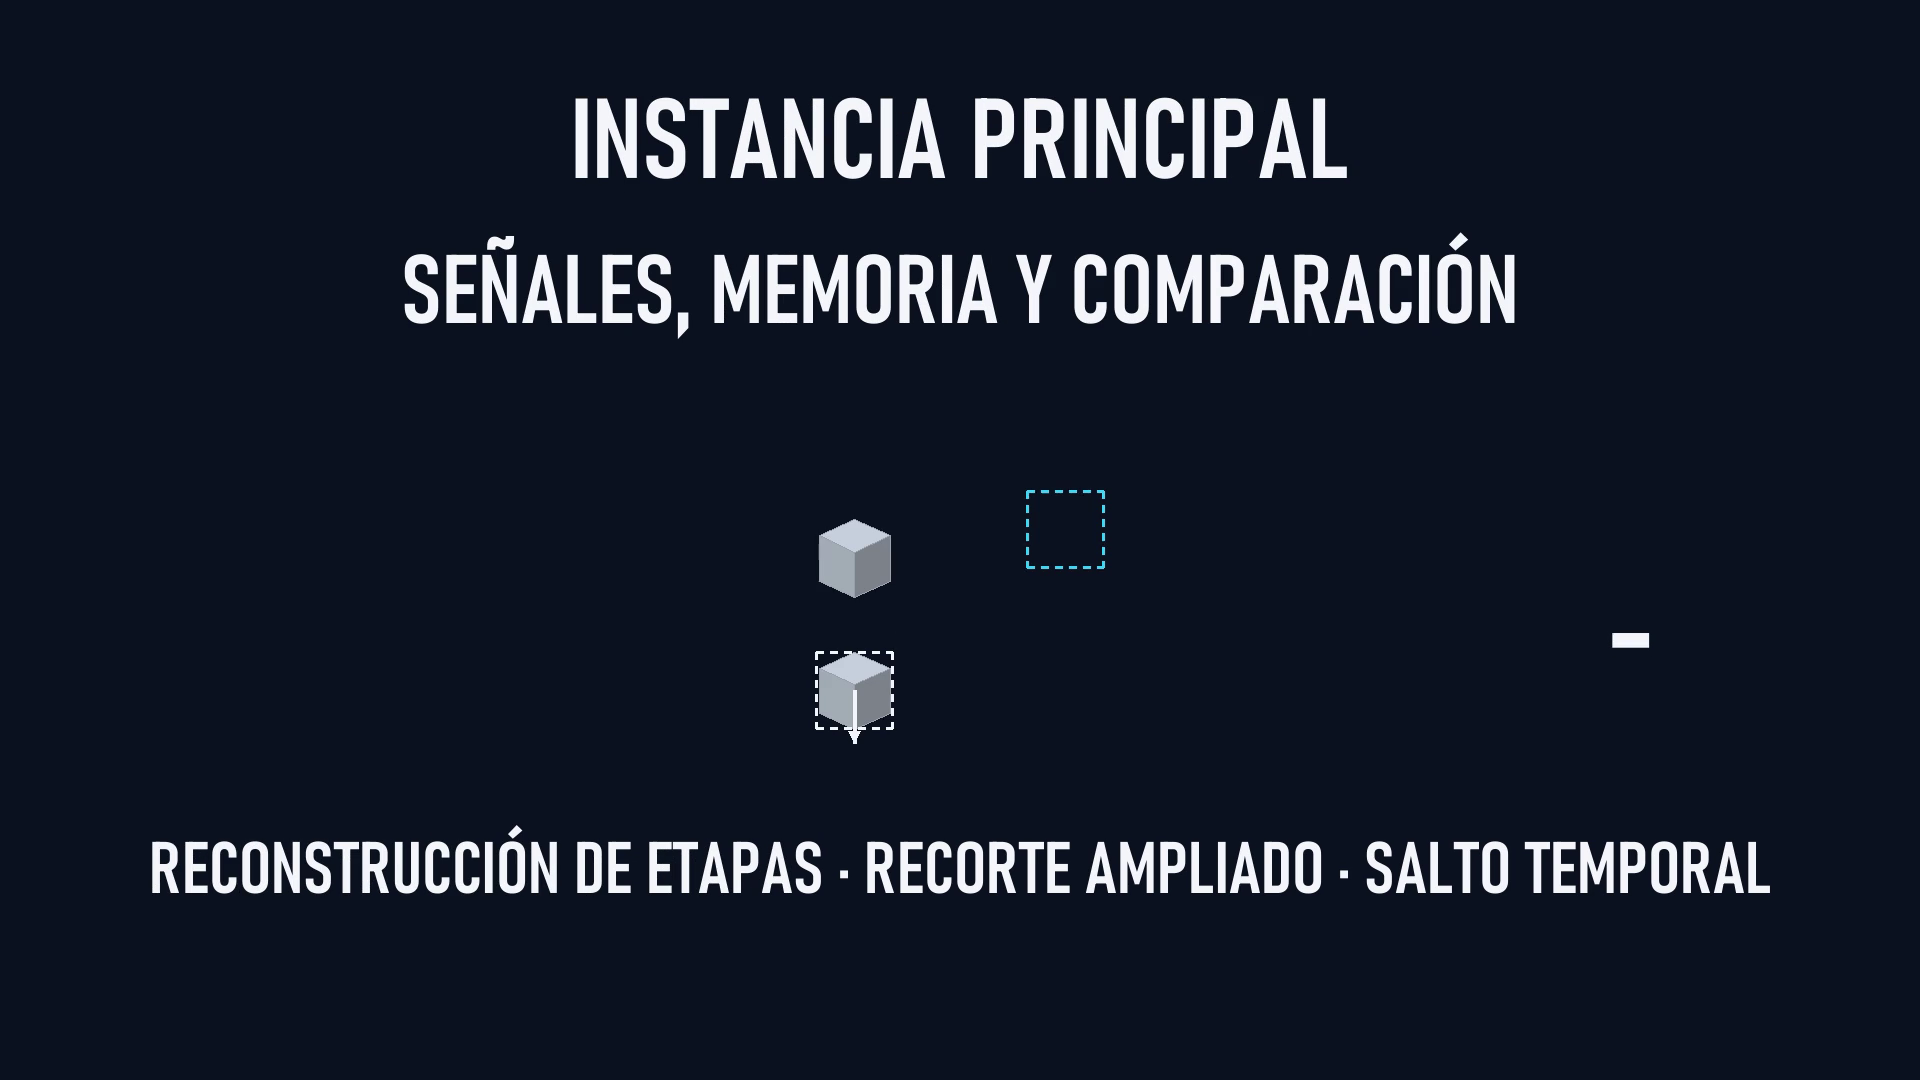 INSTANCIA PRINCIPAL
SEÑALES, MEMORIA Y COMPARACIÓN
-
RECONSTRUCCIÓN DE ETAPAS · RECORTE AMPLIADO · SALTO TEMPORAL